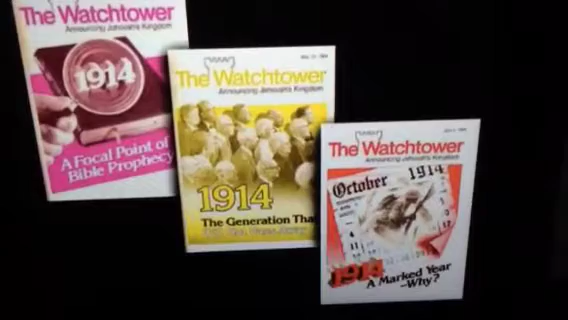 The Watchtower
Announcing Jehovah's Kingdom
1914
A Focal Point of
Bible Prophecy
The Watchtower
Announcing Jehovah's Kingdom
1914
The Generation Tha
The Watchtower
Announcing Jehovah's Kingdom
October 1914
1914
A Marked Year
–Why?